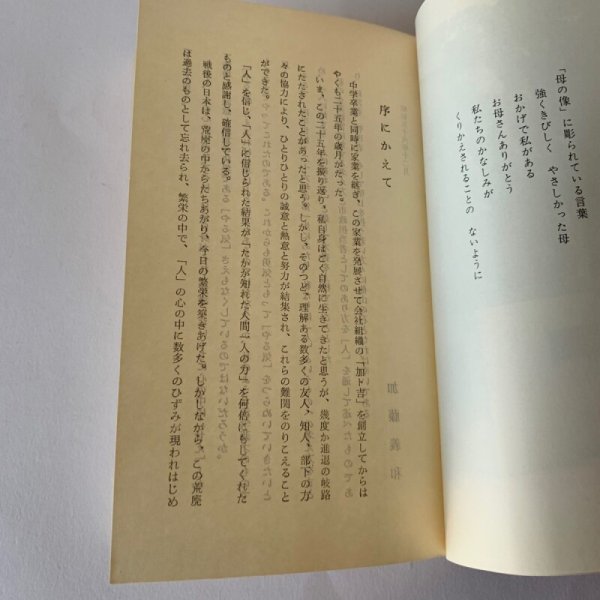 「母の像」に彫られている言葉
強くきびしく　やさしかった母
おかげで私がある
お母さんありがとう
私たちのかなしみが
くりかえされることの　ないように
序にかえて
中学卒業と同時に家業を継ぎ、この家業を発展させて会社組織の「加ト吉」を創立してからは
やくも二十五年の歳月がたった。
いま、この二十五年を振り返り、私自身はごく自然に生きてきたと思うが、幾度か進退の岐路
にたたされたことがあったと思う。しかし、そのつど、理解ある数多くの友人、知人、部下の方
々の協力により、ひとりひとりの誠意と熱意と努力が結集され、これらの難関をのりこえること
ができた。
「人」を信じ、「人」に信じられた結果が「たかが知れた人間一人の力」を何倍にもしてくれた
ものと感謝し、確信している。
戦後の日本は、荒廃の中からたちあがり、今日の繁栄を築きあげた。しかしながら、この荒廃
は過去のものとして忘れ去られ、繁栄の中で、「人」の心の中に数多くのひずみが現われはじめ
加藤義和